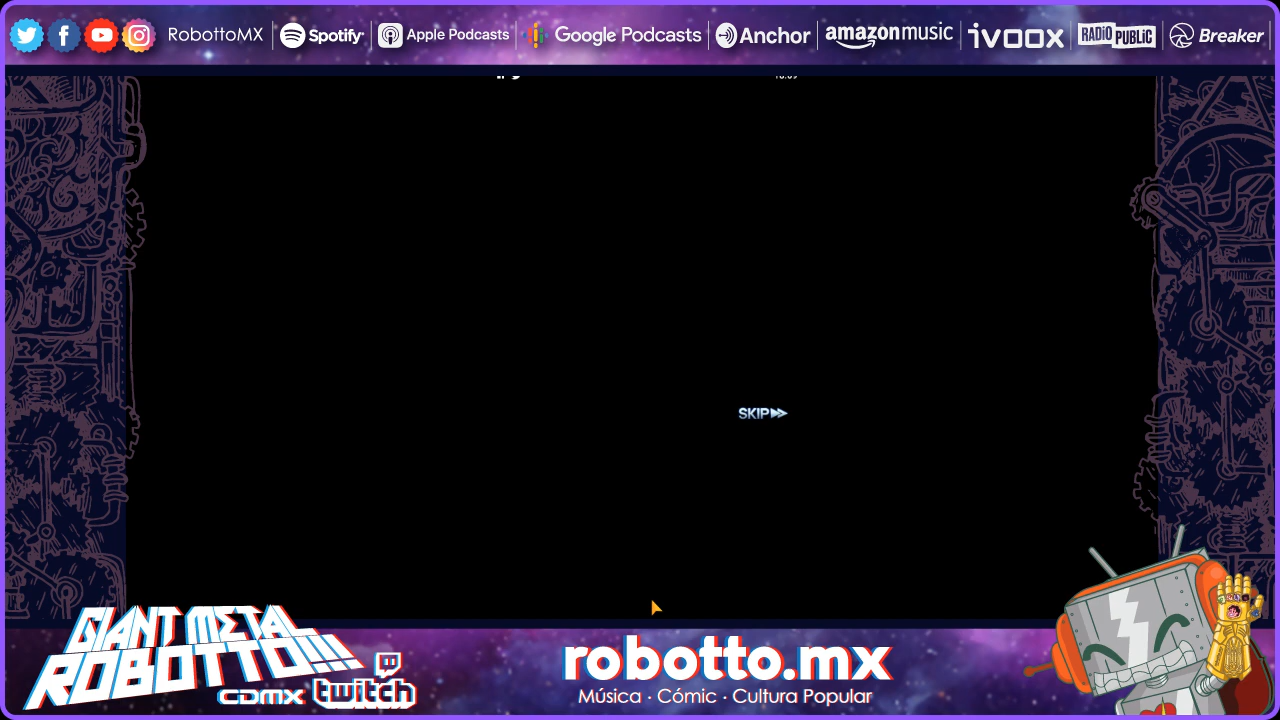 RobottoMX
Spotify
Apple Podcasts
Google Podcasts
Anchor
amazon music
ivoox
RADIO PUBLIC
Breaker
SKIP
GIANT METAL
ROBOTTO!!!
CDMX twitch
robotto.mx
Música · Cómic · Cultura Popular